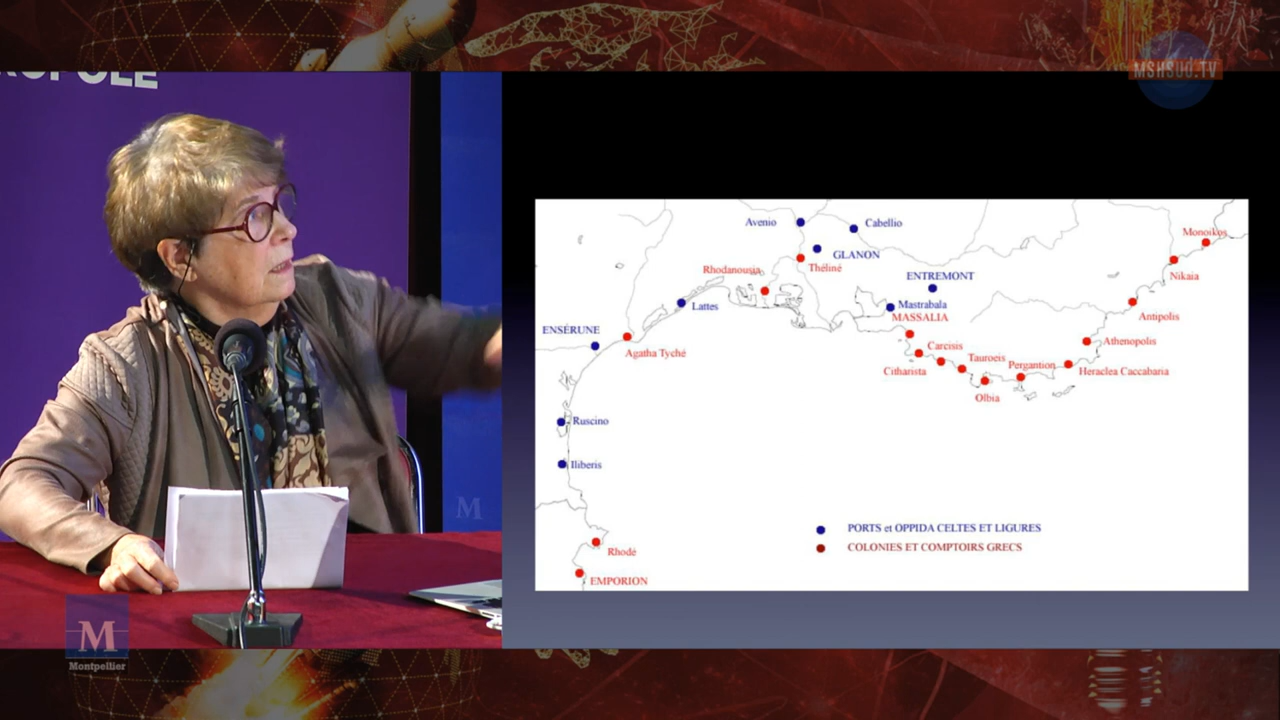 MSHSUD.TV
Avenio
Cabellio
GLANON
Monoikos
Rhodanousia
Théliné
Nikaia
ENTREMONT
Lattes
Mastrabala
MASSALIA
Antipolis
ENSÉRUNE
Agatha Tyché
Carcisis
Athenopolis
Citharista
Tauroeis
Pergantion
Heraclea Caccabaria
Olbia
Ruscino
Iliberis
PORTS et OPPIDA CELTES ET LIGURES
COLONIES ET COMPTOIRS GRECS
Rhodé
EMPORION
M
M
Montpellier